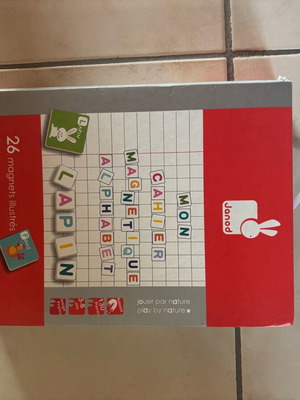 Janod
MON
CAHIER
MAGNETIQUE
ALPHABET
LAPIN
26 magnets illustrés
jouer par nature
play by nature